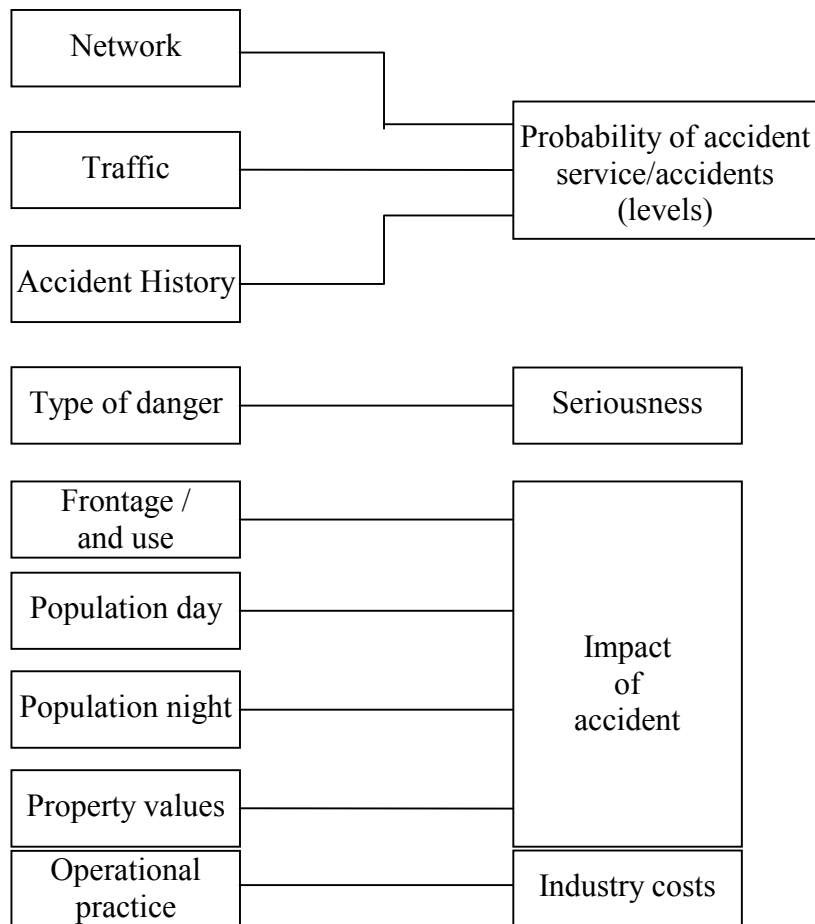 Network
Traffic
Accident History
Probability of accident
service/accidents
(levels)
Type of danger
Seriousness
Frontage /
and use
Population day
Population night
Property values
Impact
of
accident
Operational
practice
Industry costs